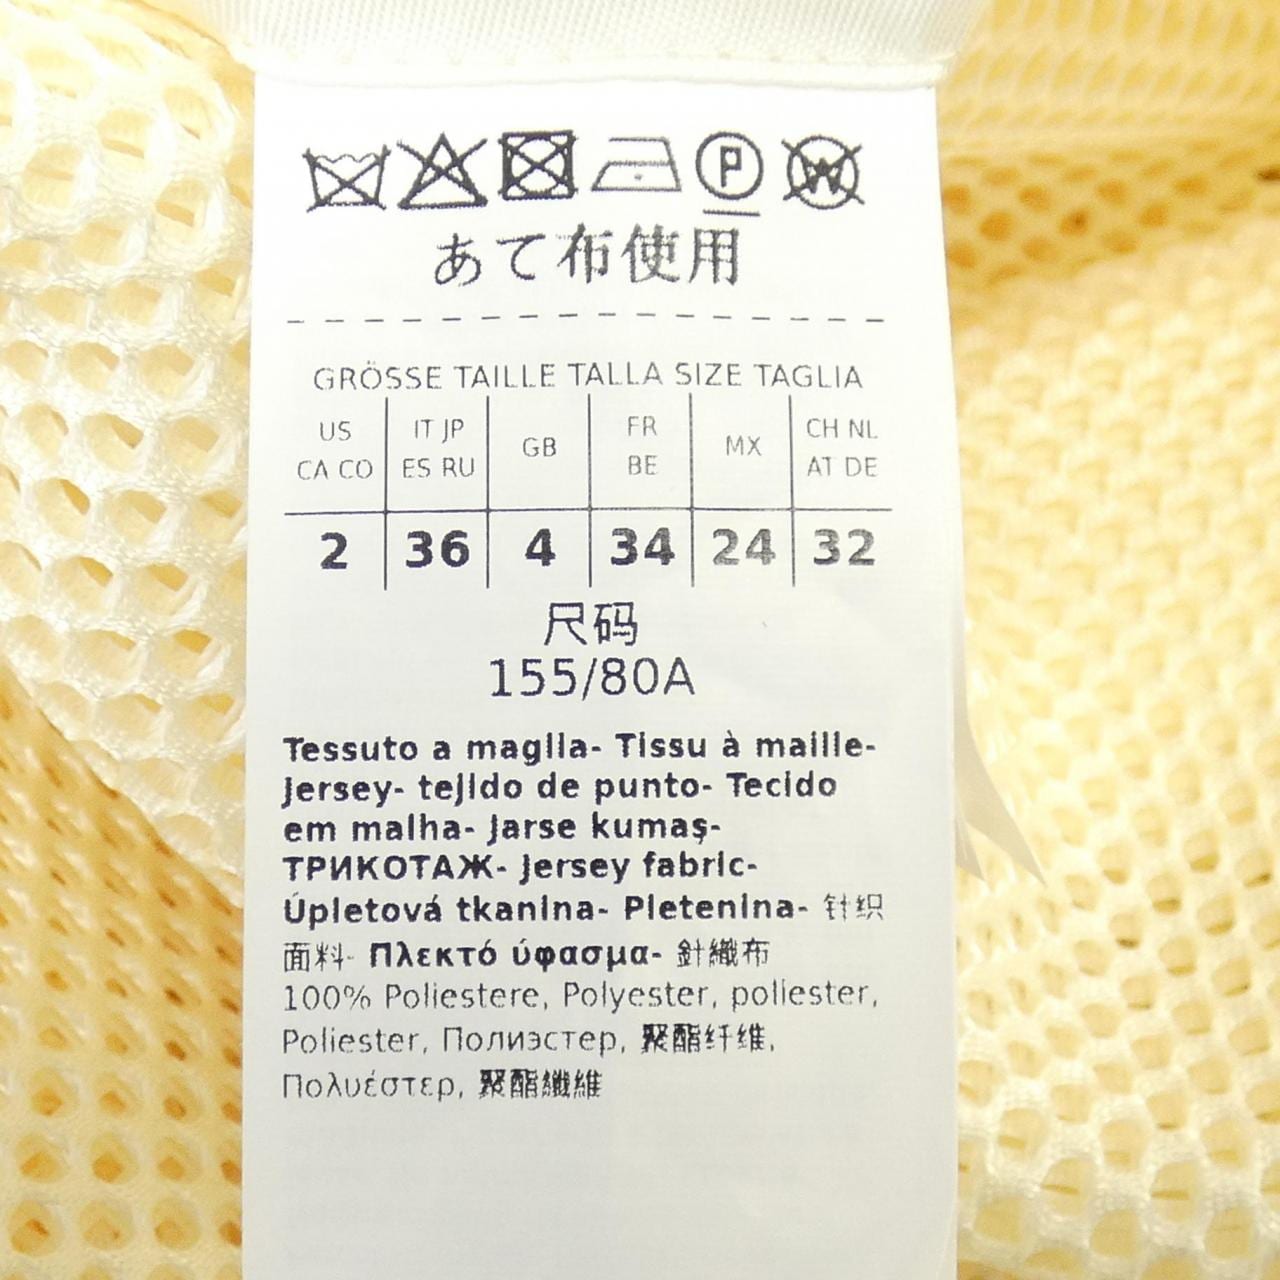 P W
あて布使用
GRÖSSE TAILLE TALLA SIZE TAGLIA
US CA CO IT JP ES RU GB FR BE MX CH NL AT DE
2 36 4 34 24 32
尺码
155/80A
Tessuto a maglia- Tissu à maille-
Jersey- tejido de punto- Tecido
em malha- Jarse kumaş-
ТРИКОТАЖ- Jersey fabric-
Úpletová tkanina- Pletenina- 针织
面料- Πλεκτό ύφασμα- 針織布
100% Poliestere, Polyester, poliester,
Poliester, Полиэстер, 聚酯纤维,
Πολυέστερ, 聚酯纖維